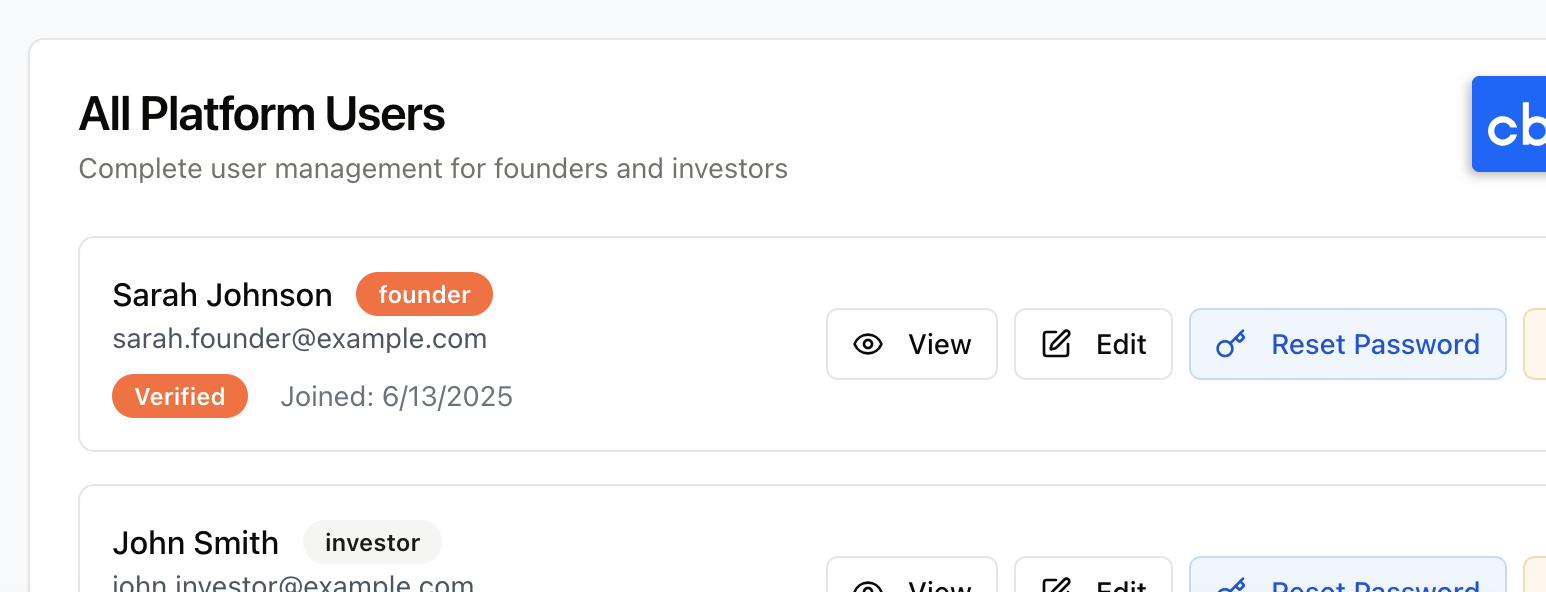 All Platform Users
Complete user management for founders and investors
cb
Sarah Johnson founder
sarah.founder@example.com
Verified Joined: 6/13/2025
View Edit Reset Password
John Smith investor
john.investor@example.com
View Edit Reset Password